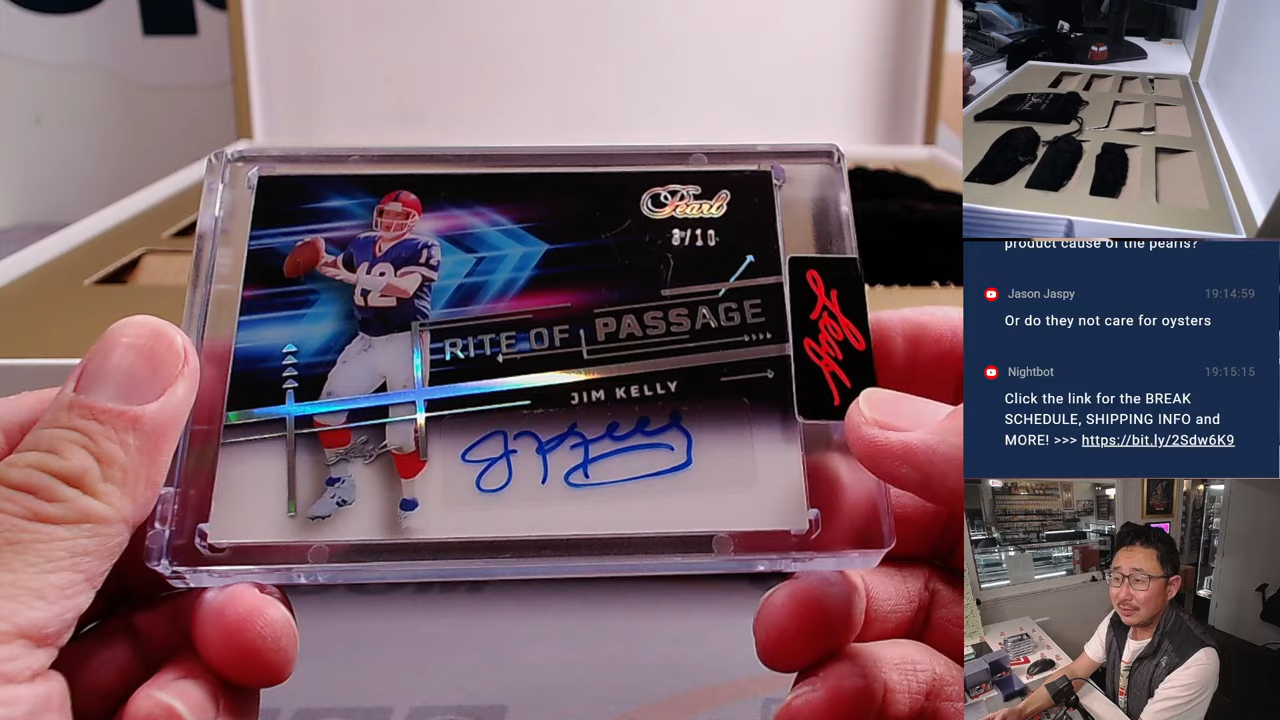 Pearl
3/10
12
RITE OF PASSAGE
JIM KELLY
Leaf
product cause of the pearls?
Jason Jaspy 19:14:59
Or do they not care for oysters
Nightbot 19:15:15
Click the link for the BREAK
SCHEDULE, SHIPPING INFO and
MORE! >>> https://bit.ly/2Sdw6K9